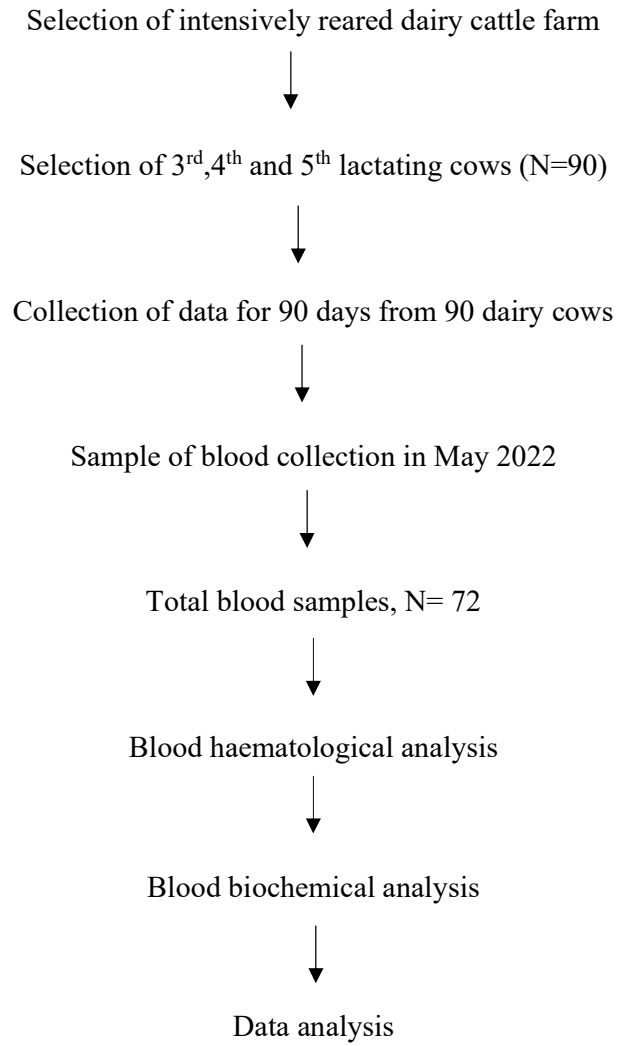 Selection of intensively reared dairy cattle farm
Selection of 3rd,4th and 5th lactating cows (N=90)
Collection of data for 90 days from 90 dairy cows
Sample of blood collection in May 2022
Total blood samples, N= 72
Blood haematological analysis
Blood biochemical analysis
Data analysis